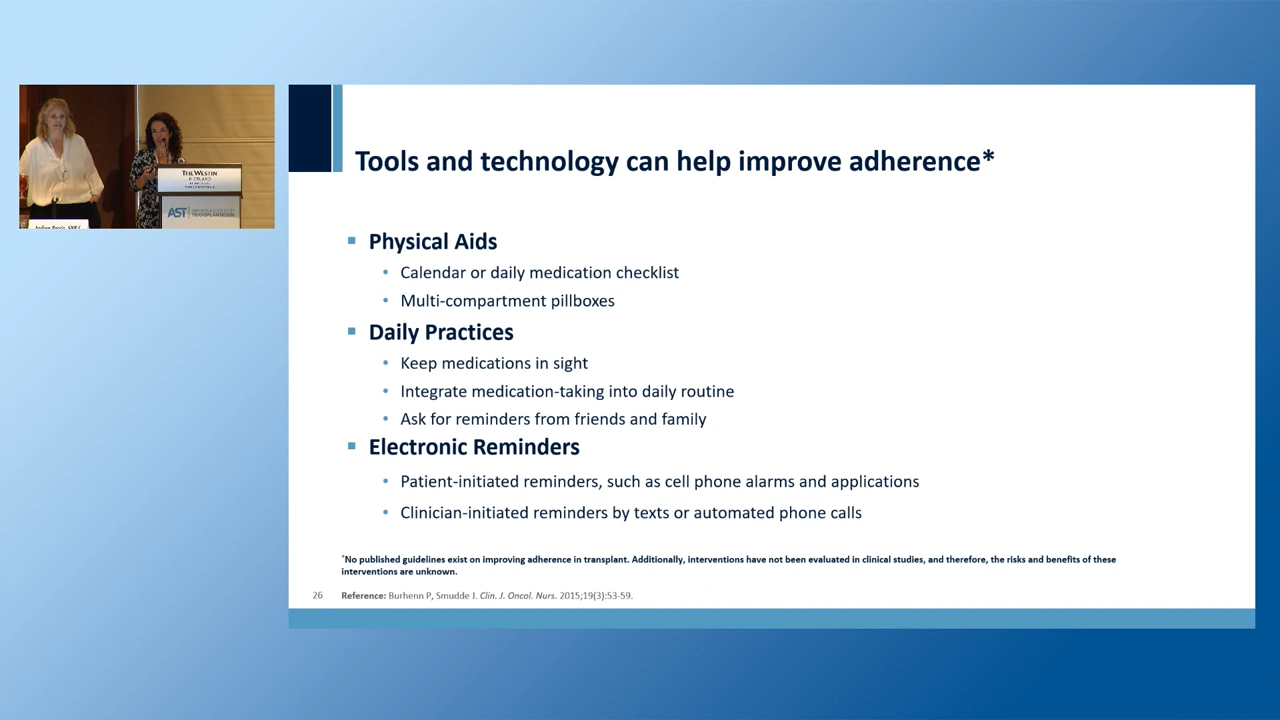 Tools and technology can help improve adherence*
Physical Aids
Calendar or daily medication checklist
Multi-compartment pillboxes
Daily Practices
Keep medications in sight
Integrate medication-taking into daily routine
Ask for reminders from friends and family
Electronic Reminders
Patient-initiated reminders, such as cell phone alarms and applications
Clinician-initiated reminders by texts or automated phone calls
*No published guidelines exist on improving adherence in transplant. Additionally, interventions have not been evaluated in clinical studies, and therefore, the risks and benefits of these
interventions are unknown.
26 Reference: Burhenn P, Smudde J. Clin. J. Oncol. Nurs. 2015;19(3):53-59.
THE WESTIN
AST
TRANSPLANTATION